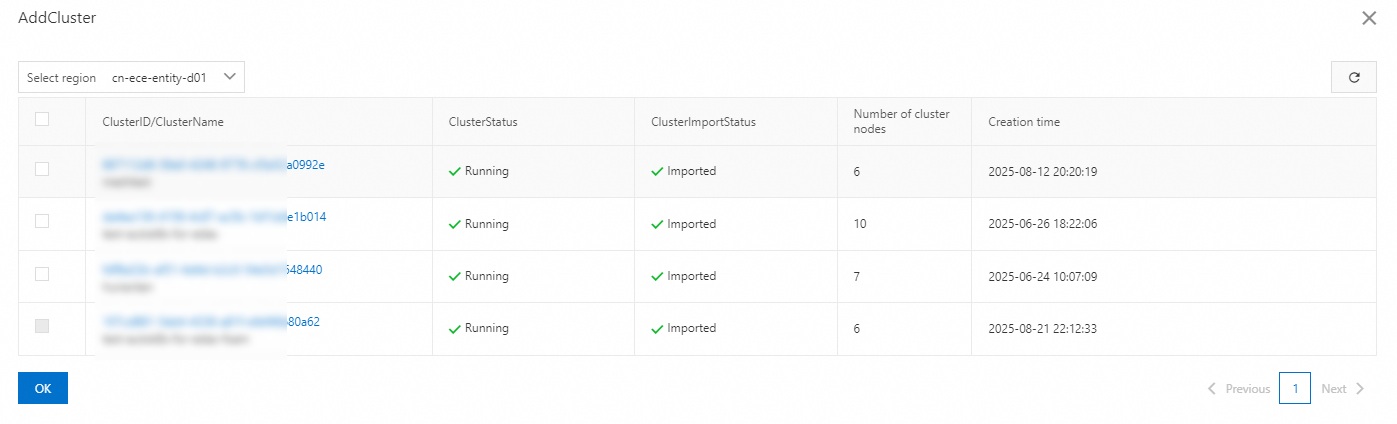 AddCluster
Select region cn-ece-entity-d01
ClusterID/ClusterName ClusterStatus ClusterImportStatus Number of cluster nodes Creation time
a0992e
Running Imported 6 2025-08-12 20:20:19
e1b014
Running Imported 10 2025-06-26 18:22:06
548440
Running Imported 7 2025-06-24 10:07:09
80a62
Running Imported 6 2025-08-21 22:12:33
OK Previous 1 Next